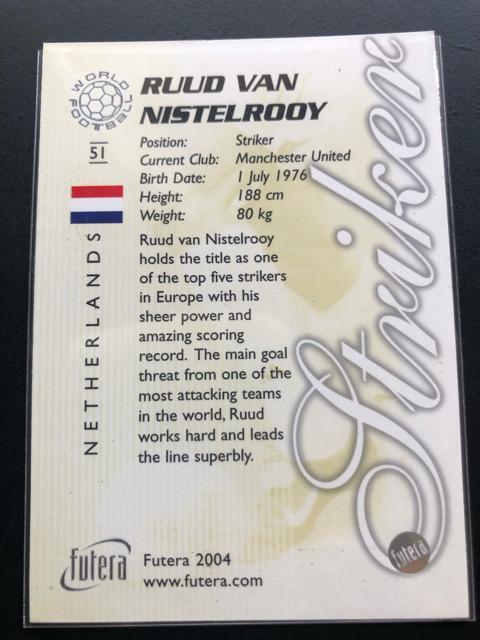 WORLD FOOTBALL
RUUD VAN
NISTELROOY
51
Position: Striker
Current Club: Manchester United
Birth Date: 1 July 1976
Height: 188 cm
Weight: 80 kg
NETHERLANDS
Ruud van Nistelrooy
holds the title as one
of the top five strikers
in Europe with his
sheer power and
amazing scoring
record. The main goal
threat from one of the
most attacking teams
in the world, Ruud
works hard and leads
the line superbly.
Striker
futera
Futera 2004
www.futera.com
futera